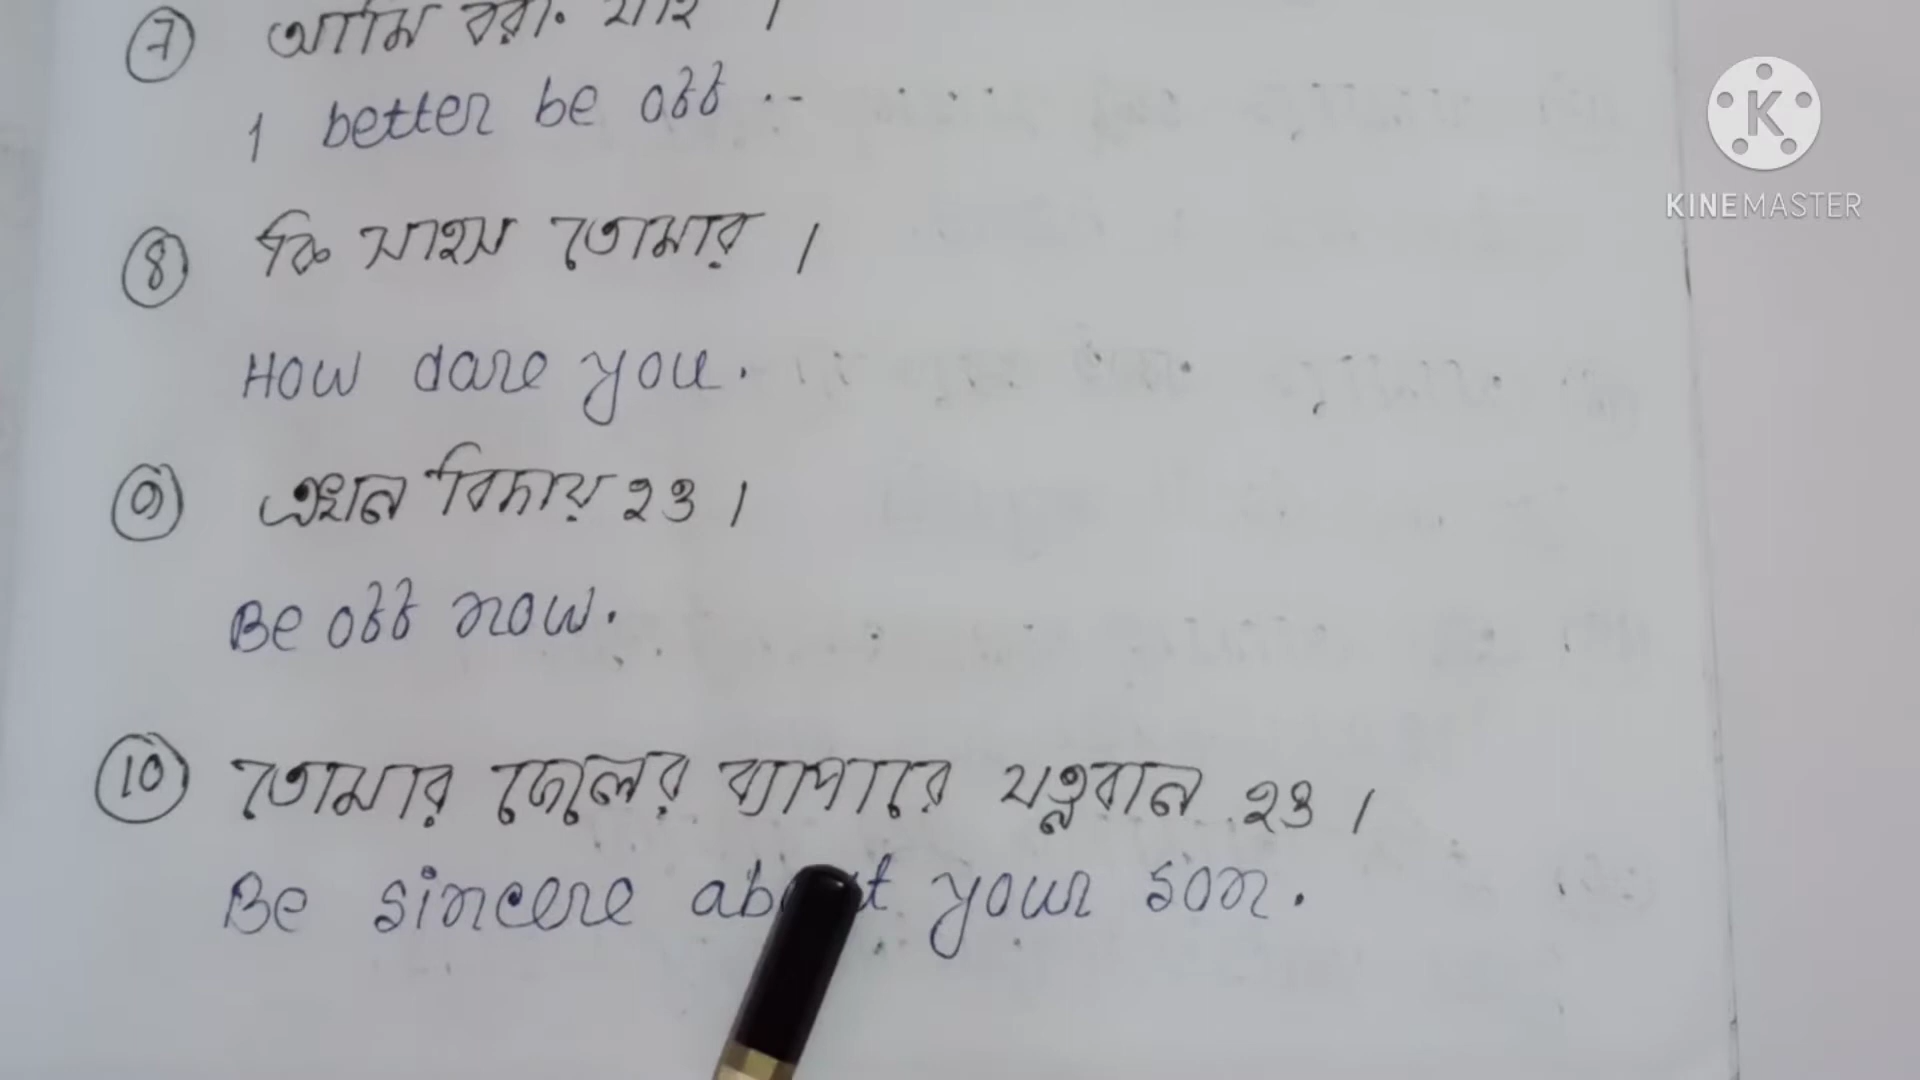 7 আমি বরং যাই ।
I better be off ..
8 কি সাহস তোমার ।
How dare you.
9 এখন বিদায় হও ।
Be off now.
10 তোমার ছেলের ব্যাপারে যত্নবান হও ।
Be sincere about your son.
K
KINEMASTER